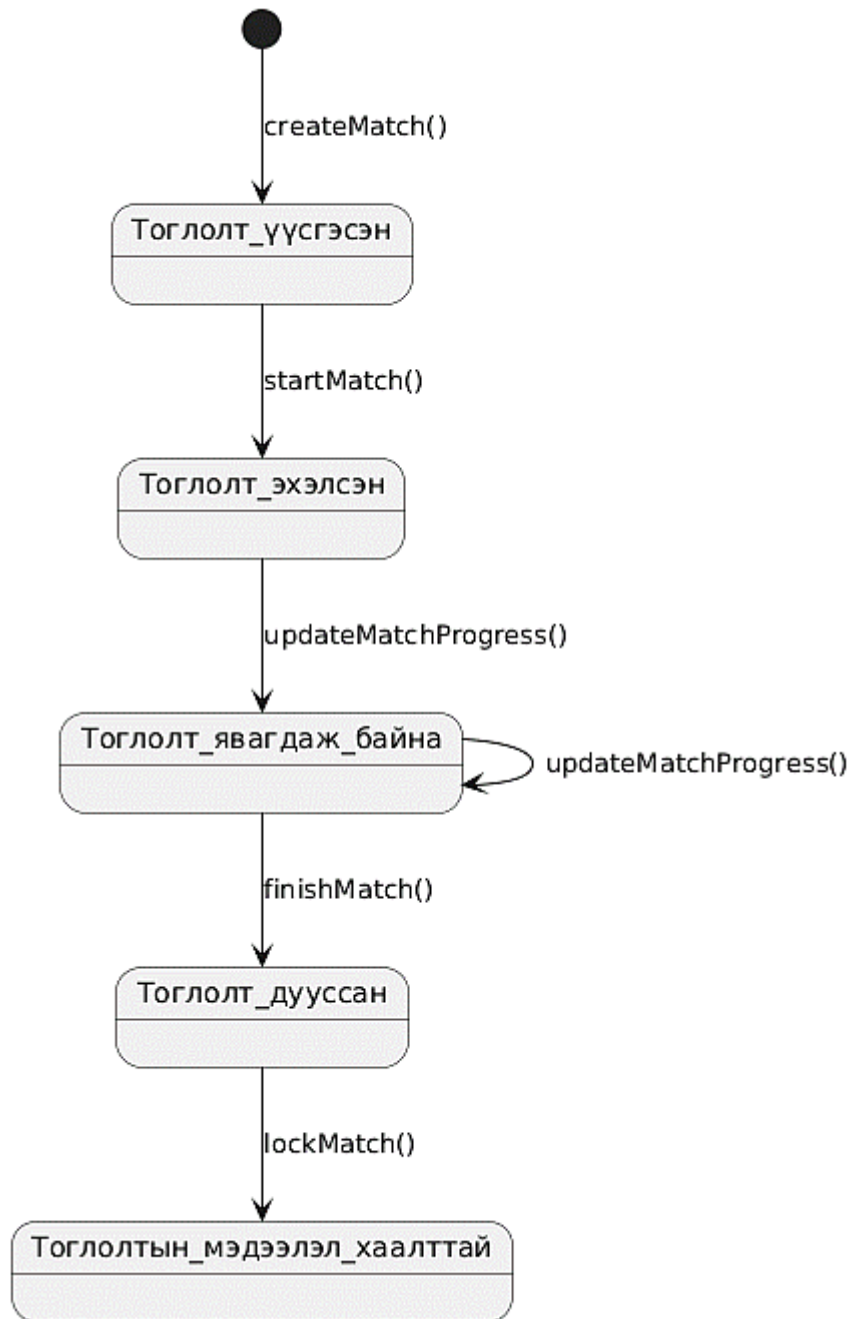 createMatch()
Тоглолт_үүсгэсэн
startMatch()
Тоглолт_эхэлсэн
updateMatchProgress()
Тоглолт_явагдаж_байна
updateMatchProgress()
finishMatch()
Тоглолт_дууссан
lockMatch()
Тоглолтын_мэдээлэл_хаалттай